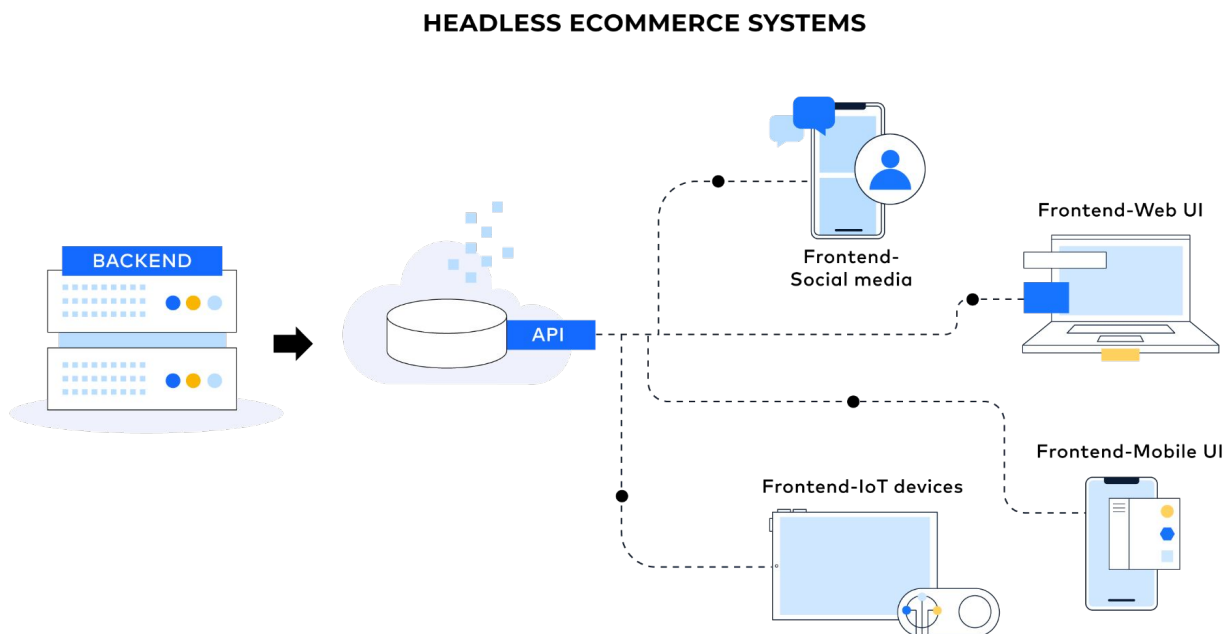 HEADLESS ECOMMERCE SYSTEMS
BACKEND
API
Frontend-
Social media
Frontend-Web UI
Frontend-Mobile UI
Frontend-IoT devices